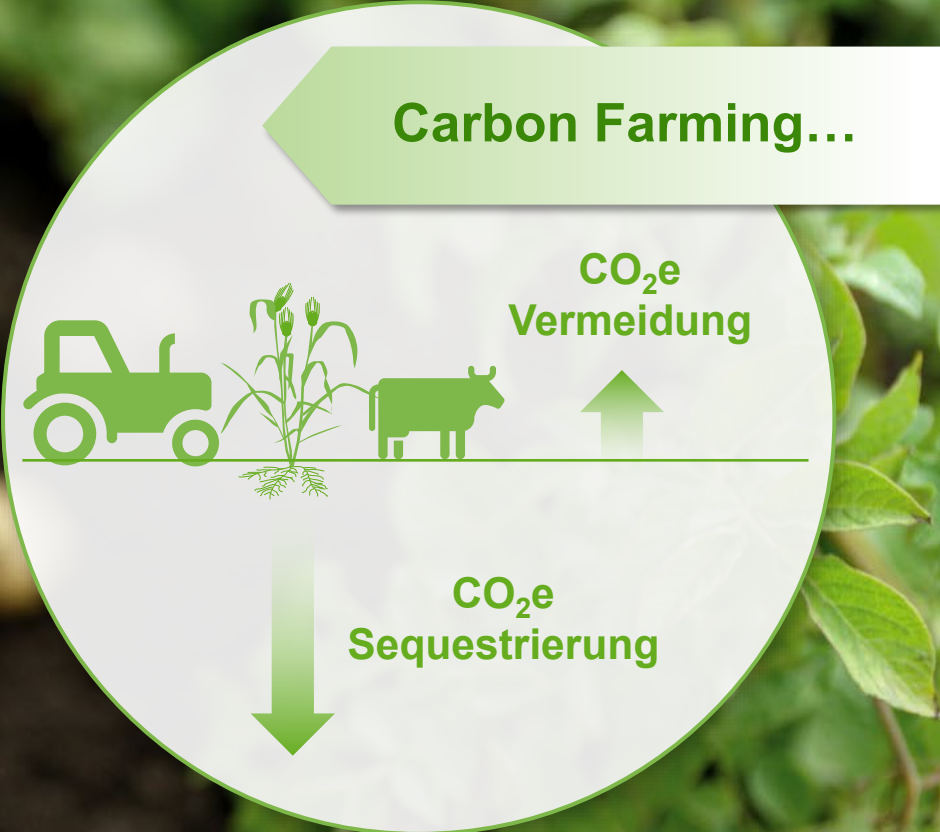 Carbon Farming…
CO₂e
Vermeidung
CO₂e
Sequestrierung